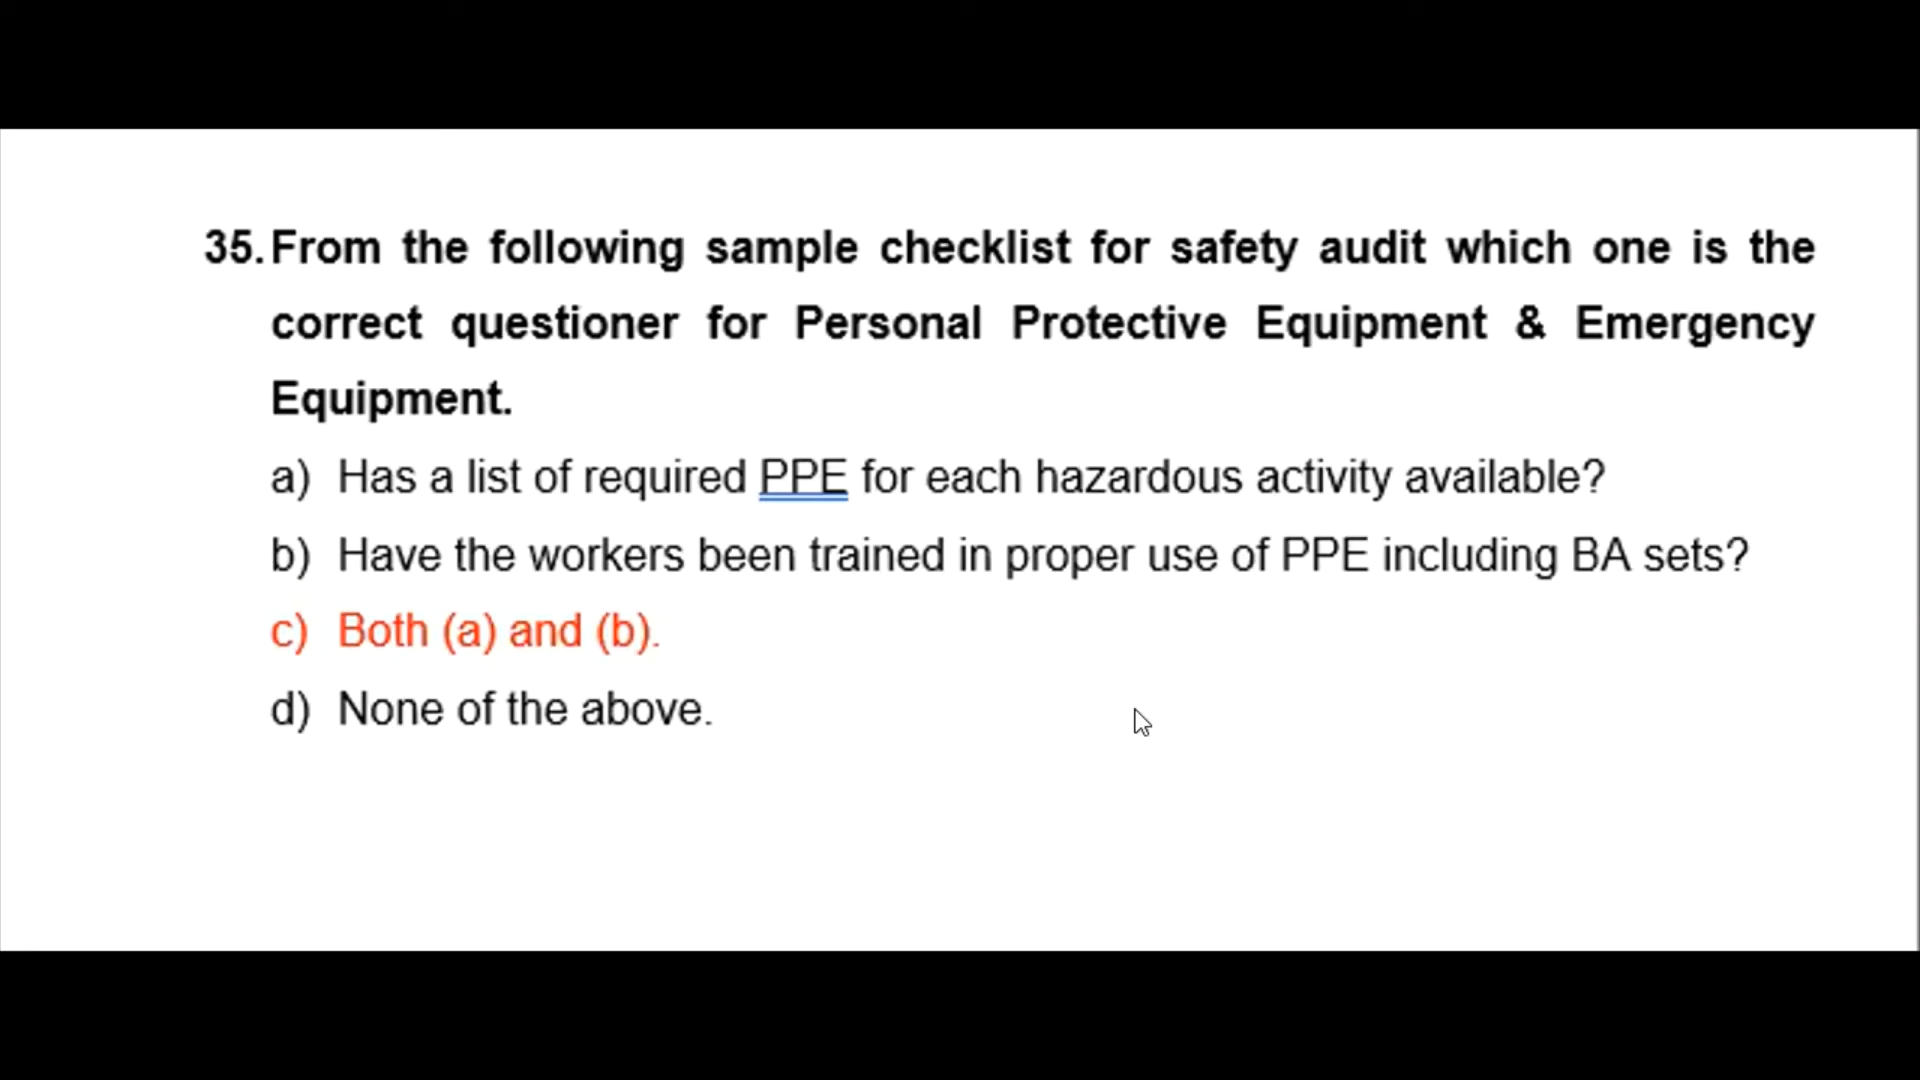 35. From the following sample checklist for safety audit which one is the
correct questioner for Personal Protective Equipment & Emergency
Equipment.
a) Has a list of required PPE for each hazardous activity available?
b) Have the workers been trained in proper use of PPE including BA sets?
c) Both (a) and (b).
d) None of the above.